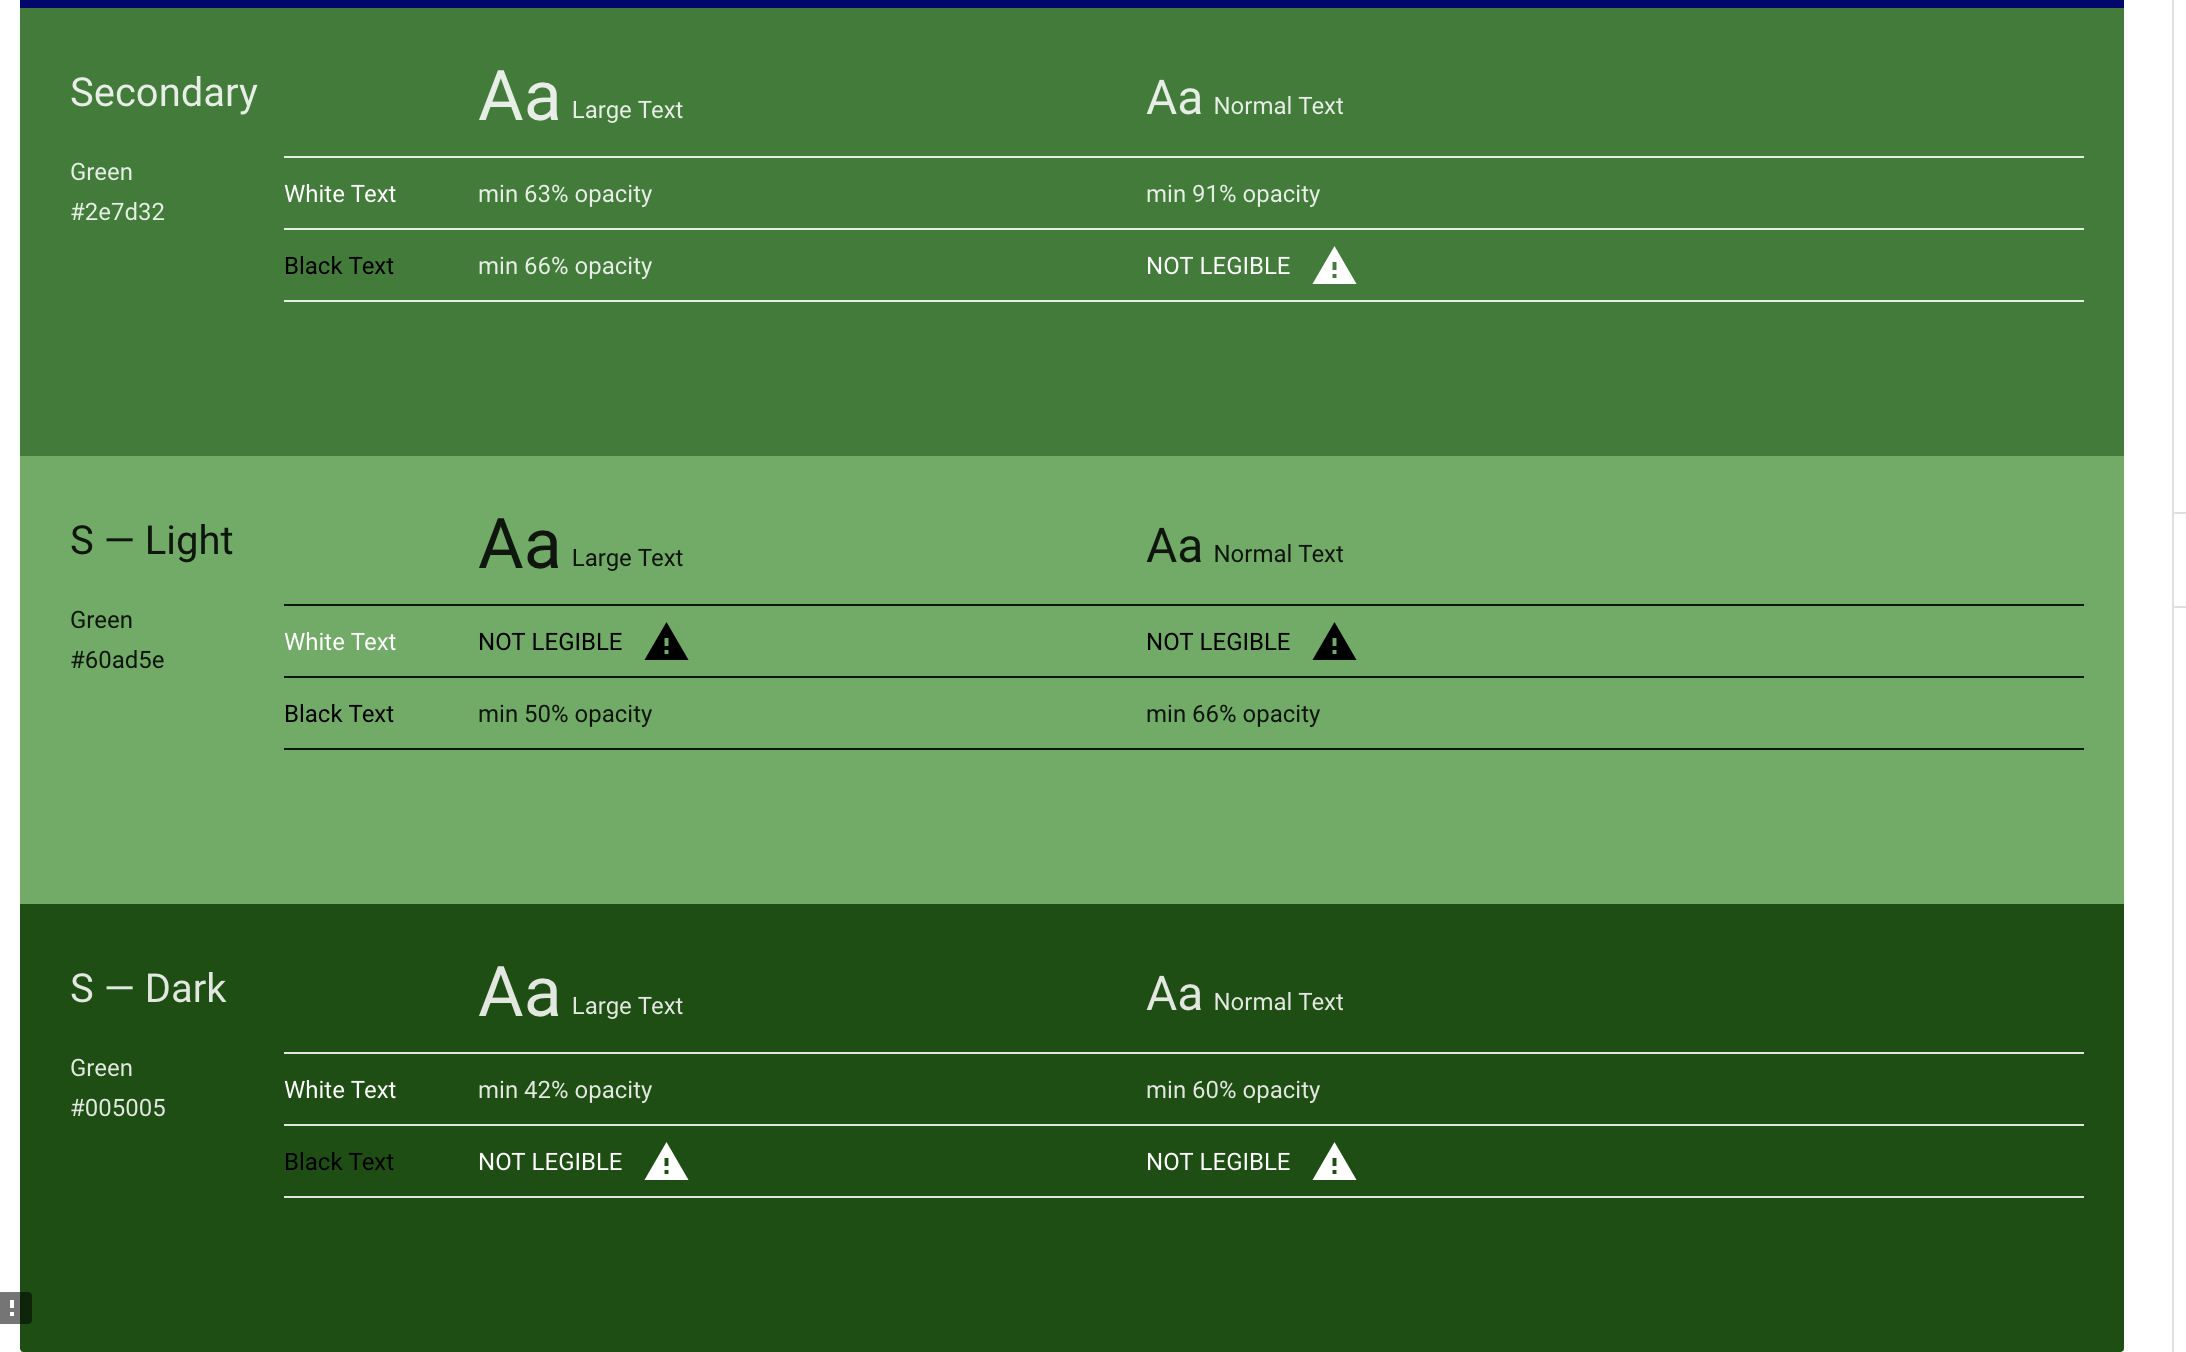 Secondary
Aa Large Text
Aa Normal Text
Green
#2e7d32
White Text min 63% opacity min 91% opacity
Black Text min 66% opacity NOT LEGIBLE
S — Light
Aa Large Text
Aa Normal Text
Green
#60ad5e
White Text NOT LEGIBLE NOT LEGIBLE
Black Text min 50% opacity min 66% opacity
S — Dark
Aa Large Text
Aa Normal Text
Green
#005005
White Text min 42% opacity min 60% opacity
Black Text NOT LEGIBLE NOT LEGIBLE